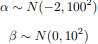 α ∼ N(−2, 100²)
β ∼ N(0, 10²)